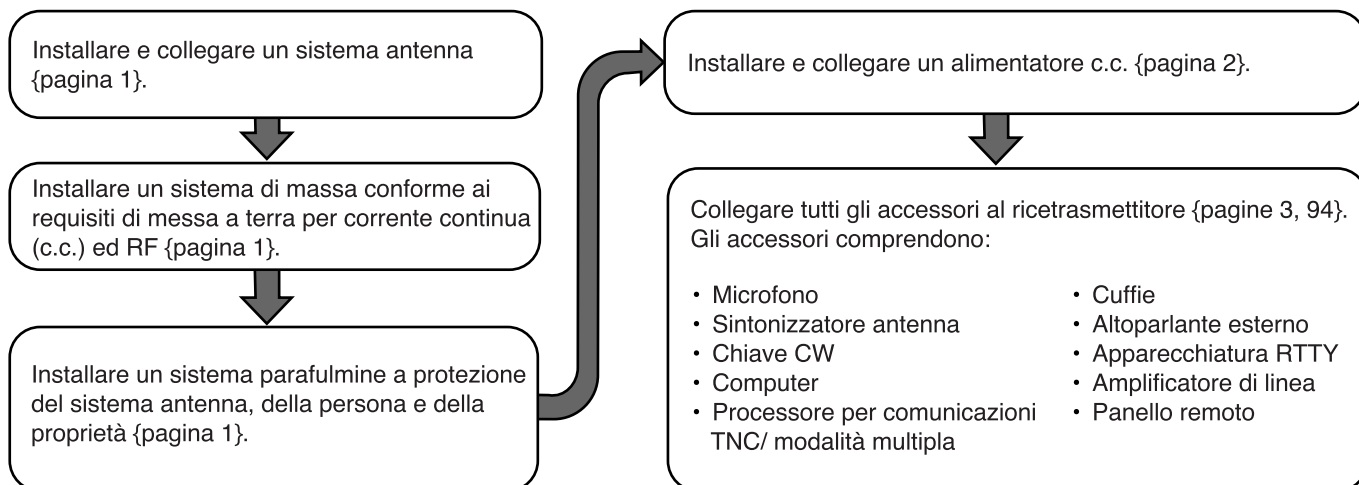 Installare e collegare un sistema antenna
{pagina 1}.
Installare un sistema di massa conforme ai
requisiti di messa a terra per corrente continua
(c.c.) ed RF {pagina 1}.
Installare un sistema parafulmine a protezione
del sistema antenna, della persona e della
proprietà {pagina 1}.
Installare e collegare un alimentatore c.c. {pagina 2}.
Collegare tutti gli accessori al ricetrasmettitore {pagine 3, 94}.
Gli accessori comprendono:
• Microfono
• Sintonizzatore antenna
• Chiave CW
• Computer
• Processore per comunicazioni
TNC/ modalità multipla
• Cuffie
• Altoparlante esterno
• Apparecchiatura RTTY
• Amplificatore di linea
• Panello remoto